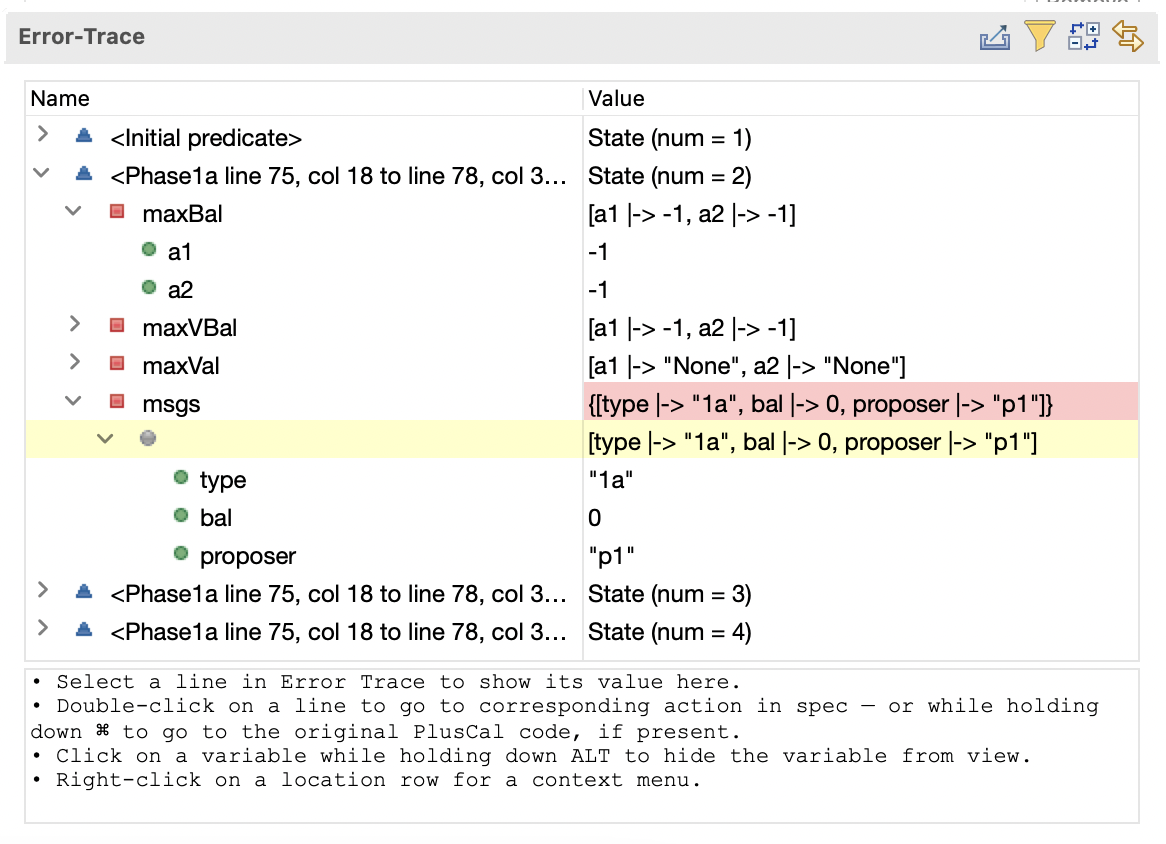 Error-Trace
Name Value
<Initial predicate> State (num = 1)
<Phase1a line 75, col 18 to line 78, col 3... State (num = 2)
maxBal [a1 |-> -1, a2 |-> -1]
a1 -1
a2 -1
maxVBal [a1 |-> -1, a2 |-> -1]
maxVal [a1 |-> "None", a2 |-> "None"]
msgs {[type |-> "1a", bal |-> 0, proposer |-> "p1"]}
[type |-> "1a", bal |-> 0, proposer |-> "p1"]
type "1a"
bal 0
proposer "p1"
<Phase1a line 75, col 18 to line 78, col 3... State (num = 3)
<Phase1a line 75, col 18 to line 78, col 3... State (num = 4)
• Select a line in Error Trace to show its value here.
• Double-click on a line to go to corresponding action in spec — or while holding
down ⌘ to go to the original PlusCal code, if present.
• Click on a variable while holding down ALT to hide the variable from view.
• Right-click on a location row for a context menu.